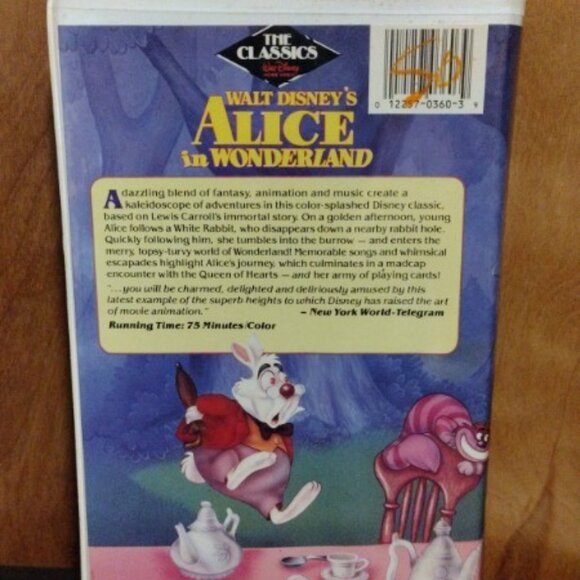 THE
CLASSICS
Walt Disney
HOME VIDEO
WALT DISNEY'S
ALICE
in WONDERLAND
0 12257-0360-3 9
A dazzling blend of fantasy, animation and music create a
kaleidoscope of adventures in this color-splashed Disney classic,
based on Lewis Carroll's immortal story. On a golden afternoon, young
Alice follows a White Rabbit, who disappears down a nearby rabbit hole.
Quickly following him, she tumbles into the burrow — and enters the
merry, topsy-turvy world of Wonderland! Memorable songs and whimsical
escapades highlight Alice's journey, which culminates in a madcap
encounter with the Queen of Hearts — and her army of playing cards!
"...you will be charmed, delighted and deliriously amused by this
latest example of the superb heights to which Disney has raised the art
of movie animation." – New York World-Telegram
Running Time: 75 Minutes/Color